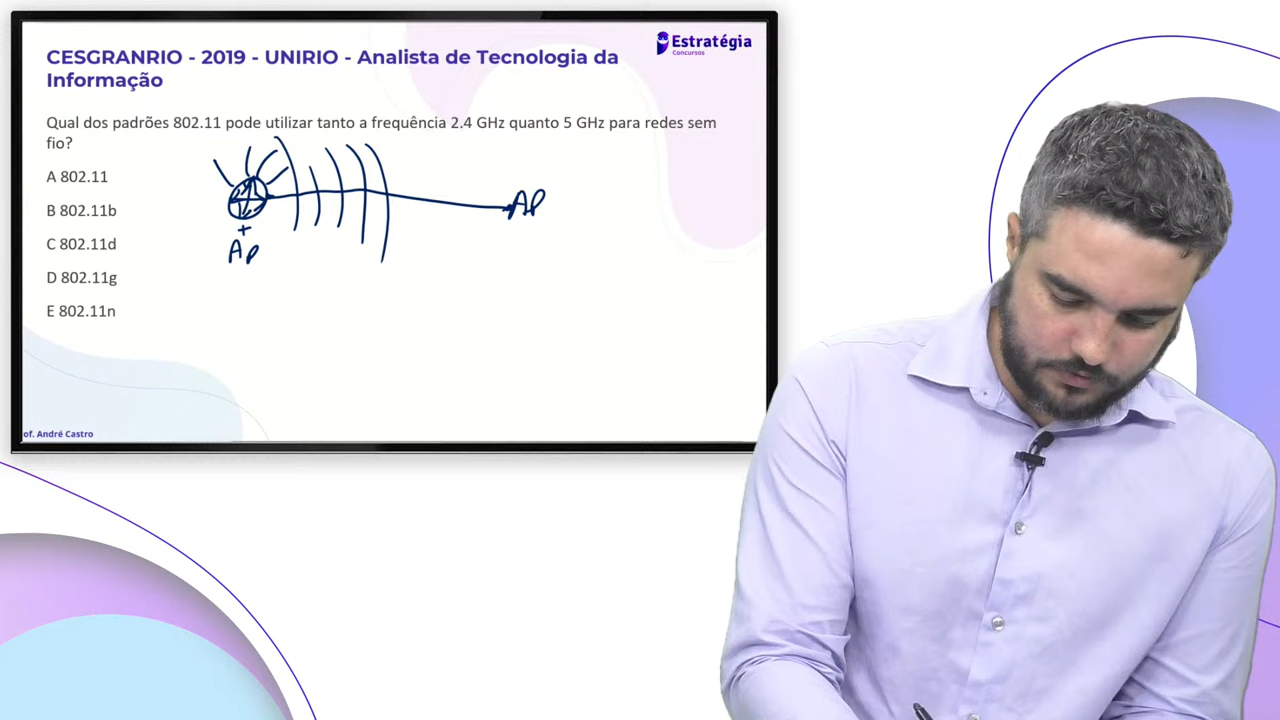 CESGRANRIO - 2019 - UNIRIO - Analista de Tecnologia da
Informação
Estratégia
Concursos
Qual dos padrões 802.11 pode utilizar tanto a frequência 2.4 GHz quanto 5 GHz para redes sem
fio?
A 802.11
B 802.11b
C 802.11d
D 802.11g
E 802.11n
+
AP
AP
of. André Castro